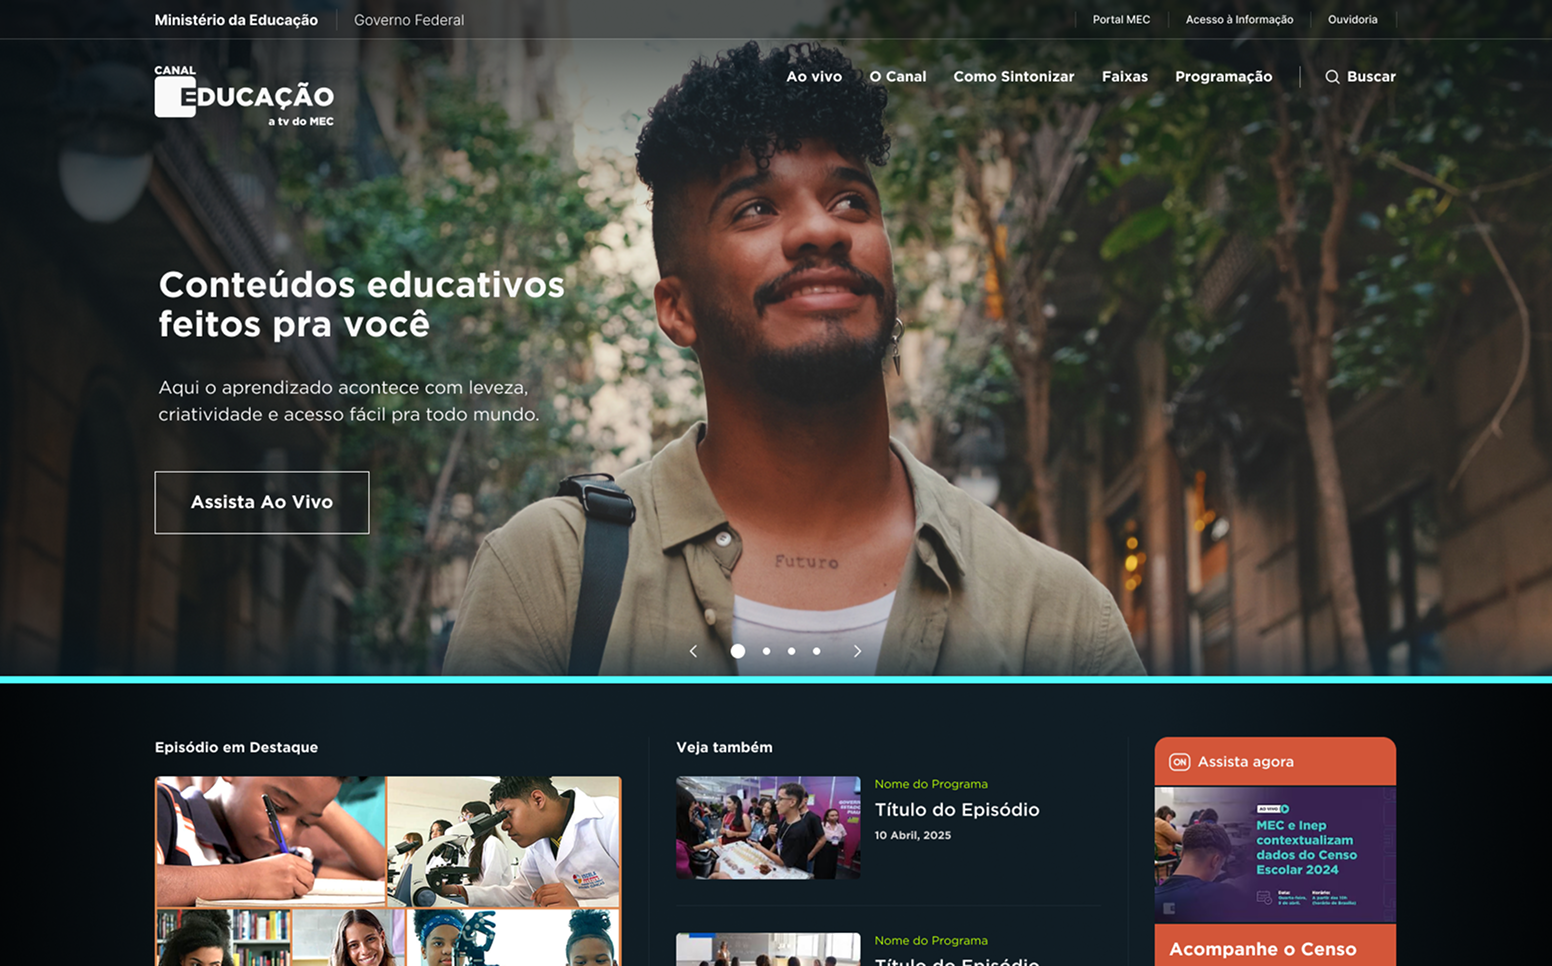 Ministério da Educação
Governo Federal
Portal MEC
Acesso à Informação
Ouvidoria
CANAL
EDUCAÇÃO
a tv do MEC
Ao vivo
O Canal
Como Sintonizar
Faixas
Programação
Buscar
Conteúdos educativos
feitos pra você
Aqui o aprendizado acontece com leveza,
criatividade e acesso fácil pra todo mundo.
Assista Ao Vivo
Futuro
Episódio em Destaque
Veja também
Nome do Programa
Título do Episódio
10 Abril, 2025
Nome do Programa
Título do Episódio
ON Assista agora
AO VIVO
MEC e Inep
contextualizam
dados do Censo
Escolar 2024
Data:
Horário:
Acompanhe o Censo